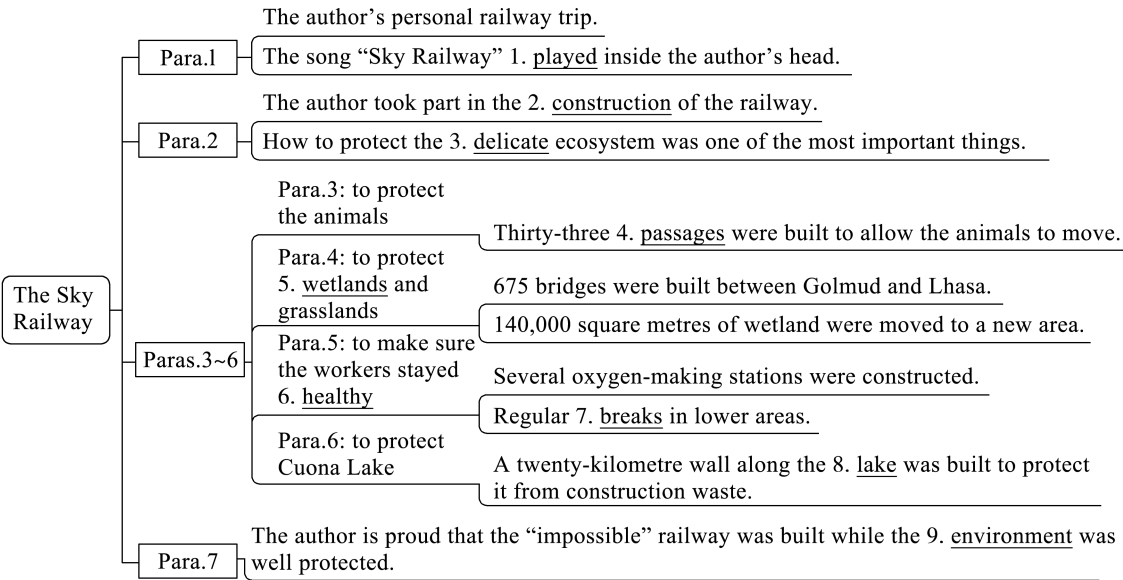 The Sky
Railway
Para.1
The author's personal railway trip.
The song “Sky Railway” 1. played inside the author's head.
Para.2
The author took part in the 2. construction of the railway.
How to protect the 3. delicate ecosystem was one of the most important things.
Paras.3~6
Para.3: to protect
the animals
Thirty-three 4. passages were built to allow the animals to move.
Para.4: to protect
5. wetlands and
grasslands
675 bridges were built between Golmud and Lhasa.
140,000 square metres of wetland were moved to a new area.
Para.5: to make sure
the workers stayed
6. healthy
Several oxygen-making stations were constructed.
Regular 7. breaks in lower areas.
Para.6: to protect
Cuona Lake
A twenty-kilometre wall along the 8. lake was built to protect
it from construction waste.
Para.7
The author is proud that the “impossible” railway was built while the 9. environment was
well protected.